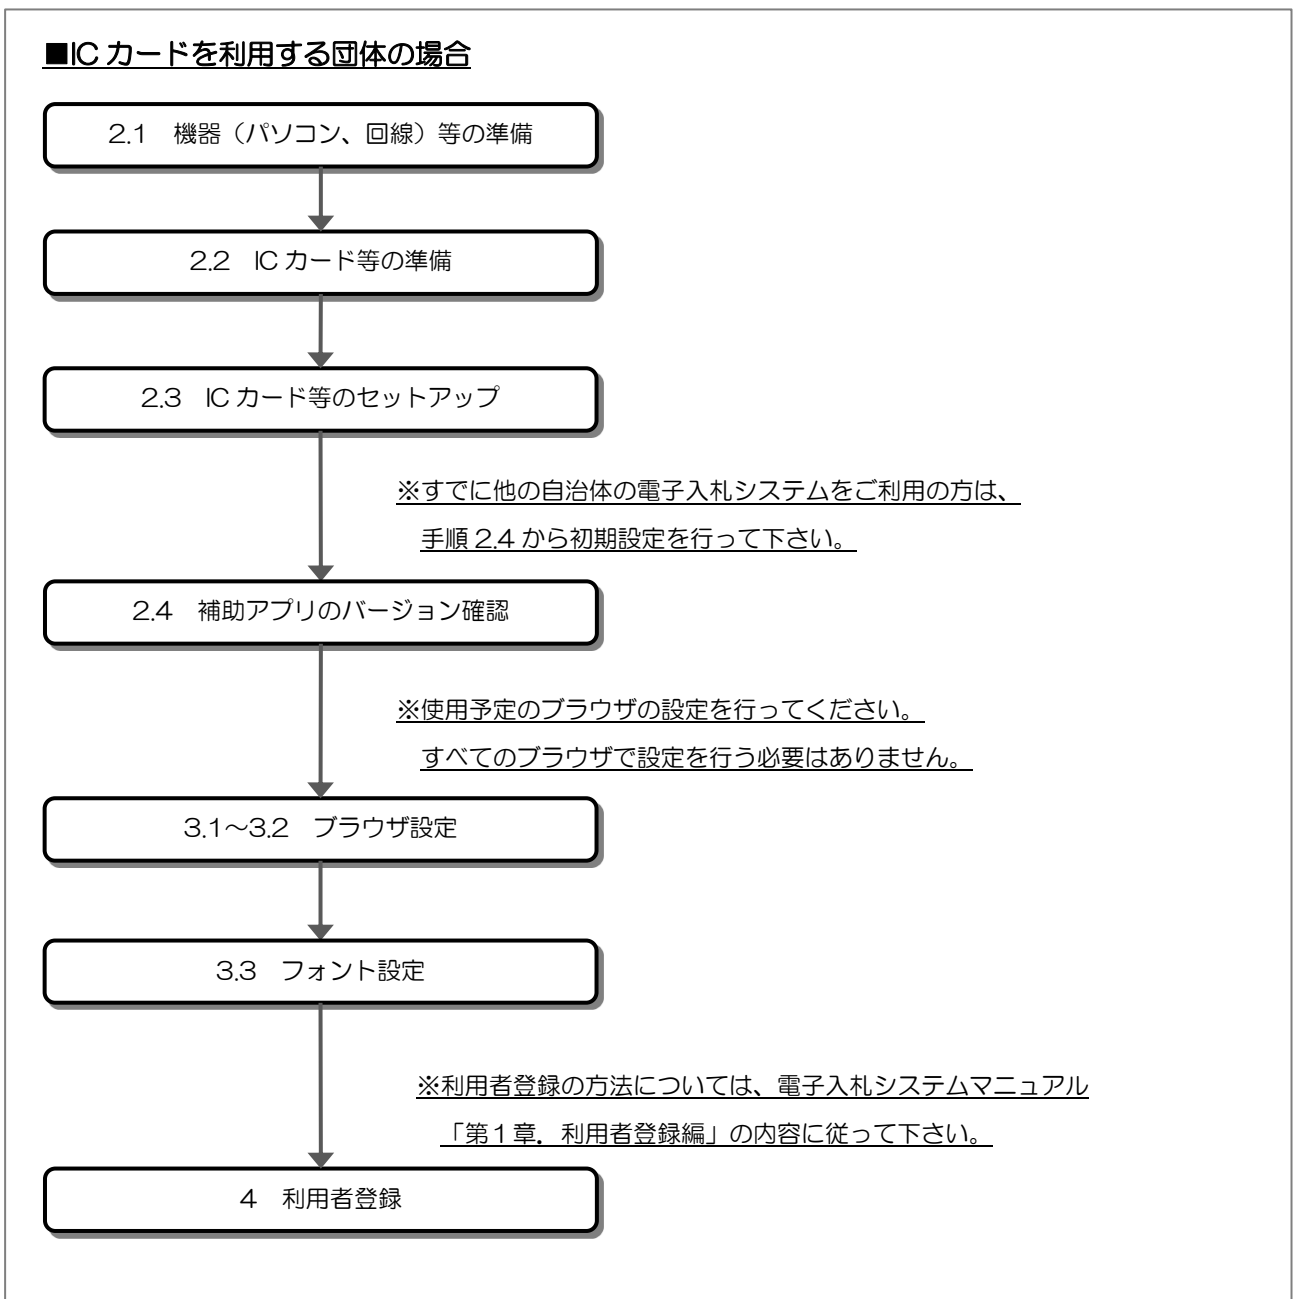 ■IC カードを利用する団体の場合
2.1　機器（パソコン、回線）等の準備
2.2　IC カード等の準備
2.3　IC カード等のセットアップ
※すでに他の自治体の電子入札システムをご利用の方は、
手順 2.4 から初期設定を行って下さい。
2.4　補助アプリのバージョン確認
※使用予定のブラウザの設定を行ってください。
すべてのブラウザで設定を行う必要はありません。
3.1～3.2　ブラウザ設定
3.3　フォント設定
※利用者登録の方法については、電子入札システムマニュアル
「第１章．利用者登録編」の内容に従って下さい。
4　利用者登録